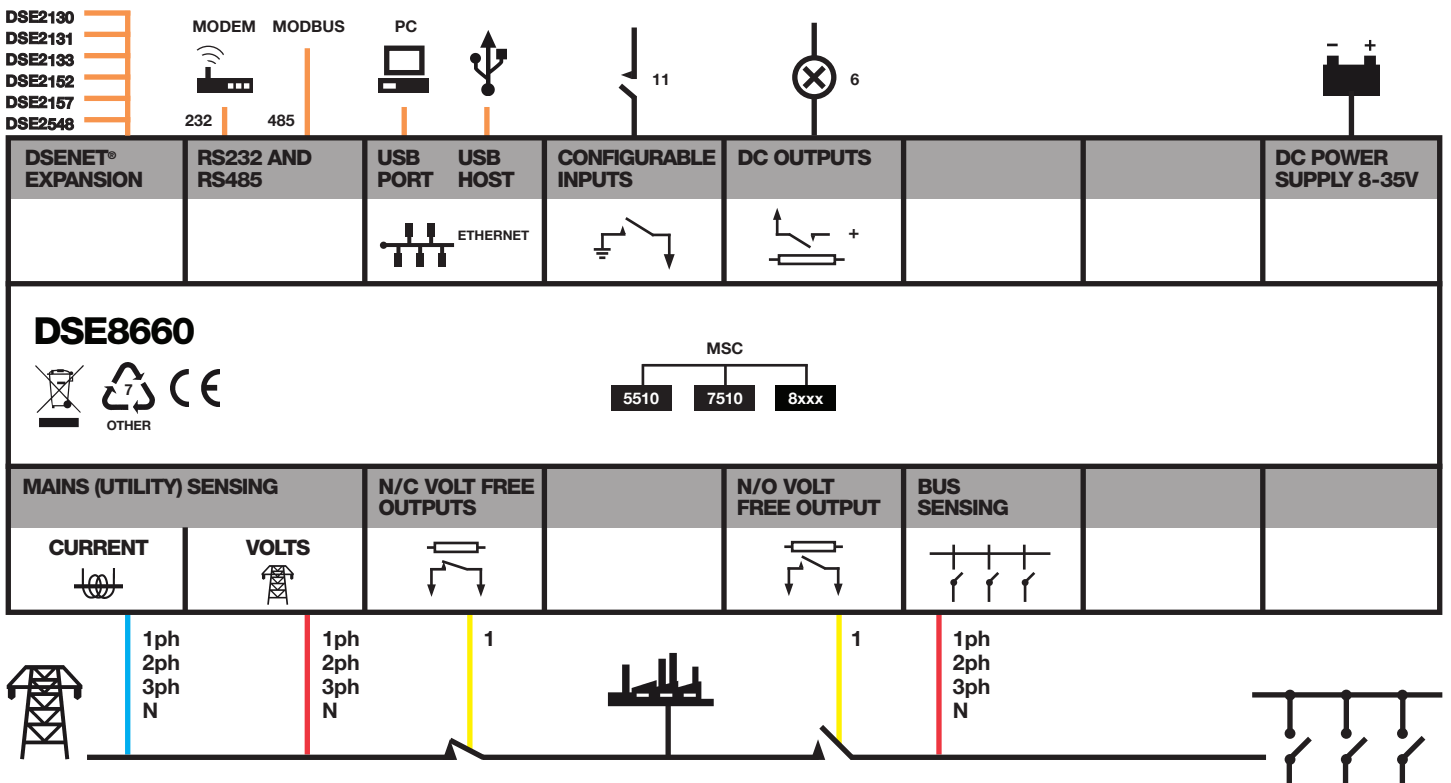 DSE2130
DSE2131
DSE2133
DSE2152
DSE2157
DSE2548
MODEM
MODBUS
PC
232
485
11
6
- +
DSENET®
EXPANSION
RS232 AND
RS485
USB
PORT
USB
HOST
CONFIGURABLE
INPUTS
DC OUTPUTS
DC POWER
SUPPLY 8-35V
ETHERNET
+
DSE8660
7
OTHER
CE
MSC
5510
7510
8xxx
MAINS (UTILITY) SENSING
N/C VOLT FREE
OUTPUTS
N/O VOLT
FREE OUTPUT
BUS
SENSING
CURRENT
VOLTS
1ph
2ph
3ph
N
1ph
2ph
3ph
N
1
1
1ph
2ph
3ph
N